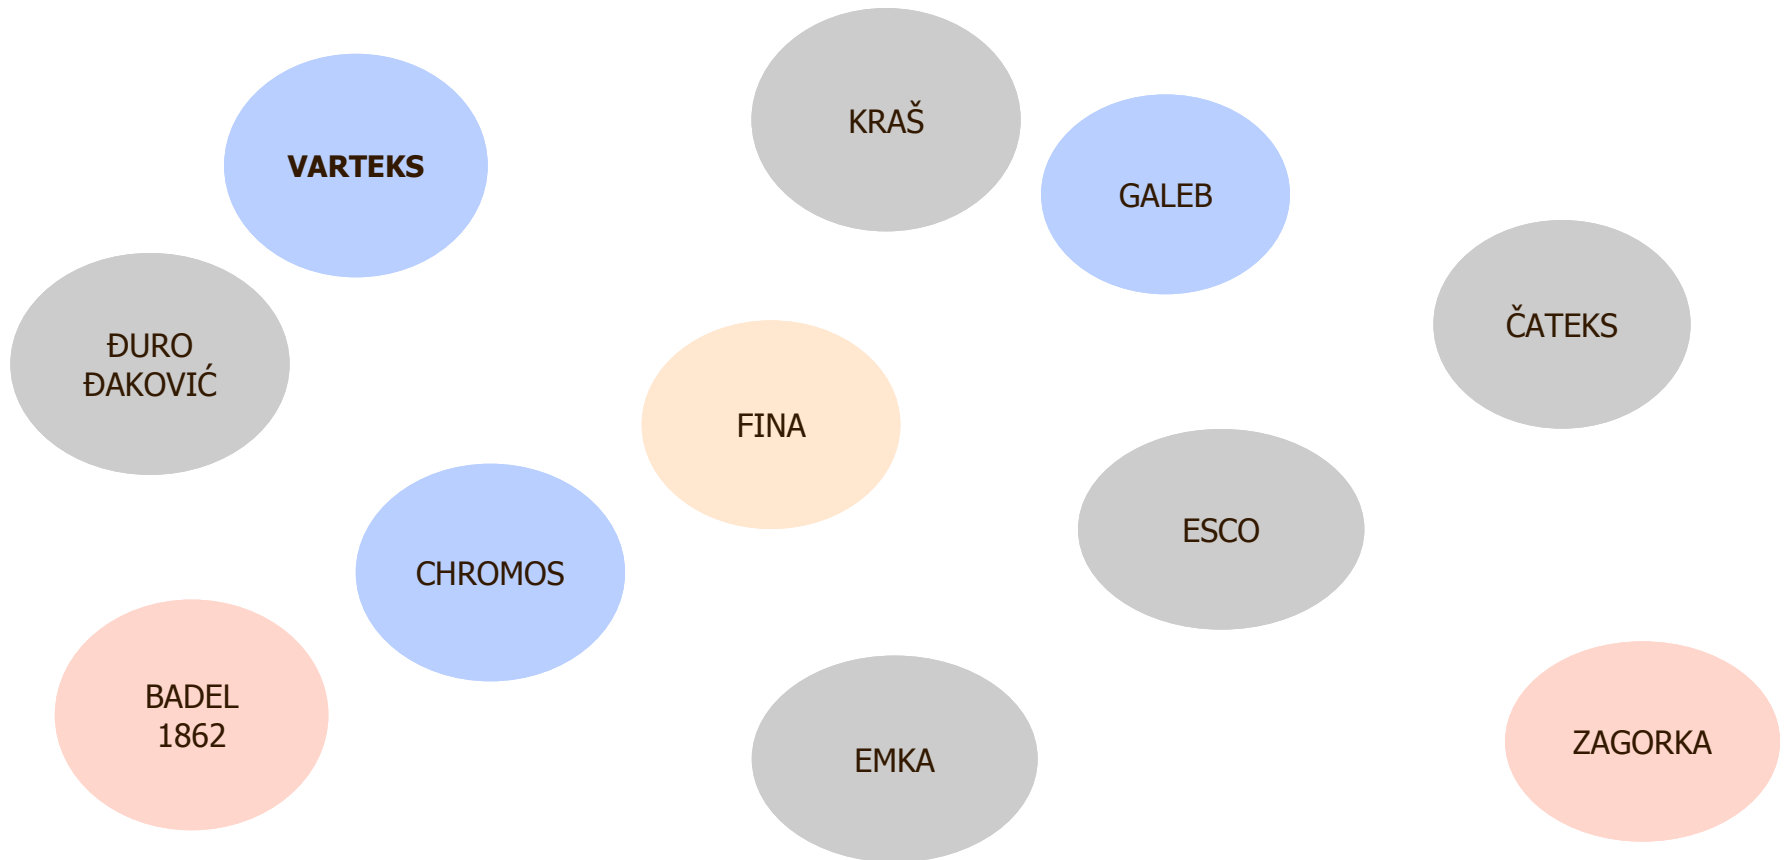 KRAŠ
VARTEKS
GALEB
ČATEKS
ĐURO
ĐAKOVIĆ
FINA
ESCO
CHROMOS
BADEL
1862
EMKA
ZAGORKA